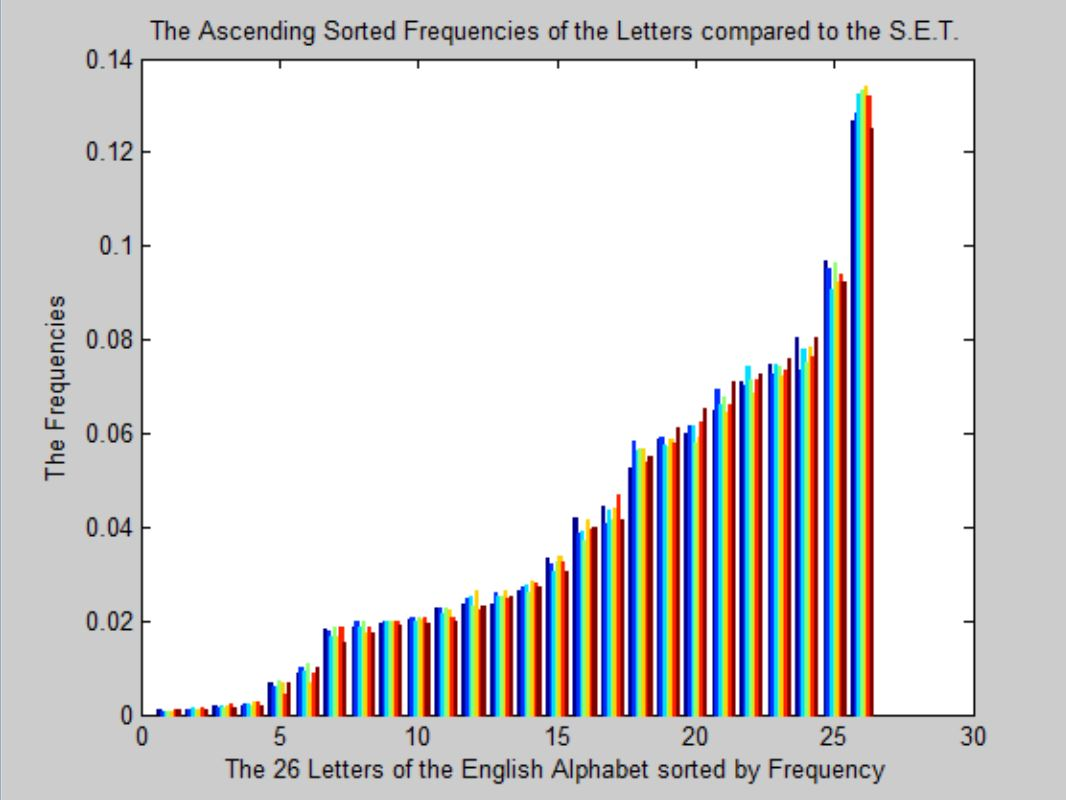 The Ascending Sorted Frequencies of the Letters compared to the S.E.T.
0.14
0.12
0.1
0.08
0.06
0.04
0.02
0
The Frequencies
0 5 10 15 20 25 30
The 26 Letters of the English Alphabet sorted by Frequency